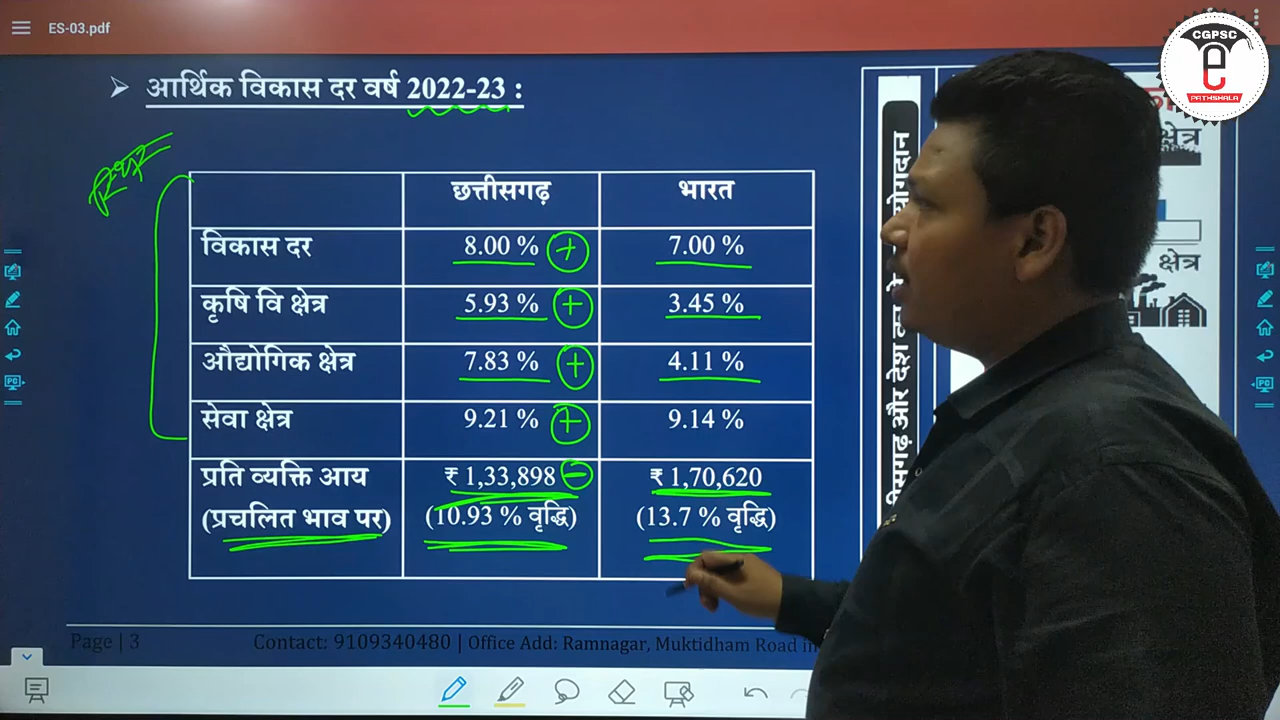 ES-03.pdf
CGPSC
e
PATHSHALA
➢ आर्थिक विकास दर वर्ष 2022-23 :
स्थिर
छत्तीसगढ़ भारत
विकास दर 8.00 % + 7.00 %
कृषि वि क्षेत्र 5.93 % + 3.45 %
औद्योगिक क्षेत्र 7.83 % + 4.11 %
सेवा क्षेत्र 9.21 % + 9.14 %
प्रति व्यक्ति आय ₹ 1,33,898 − ₹ 1,70,620
(प्रचलित भाव पर) (10.93 % वृद्धि) (13.7 % वृद्धि)
क्षेत्र
क्षेत्र
और देश
Page | 3 Contact: 9109340480 | Office Add: Ramnagar, Muktidham Road in